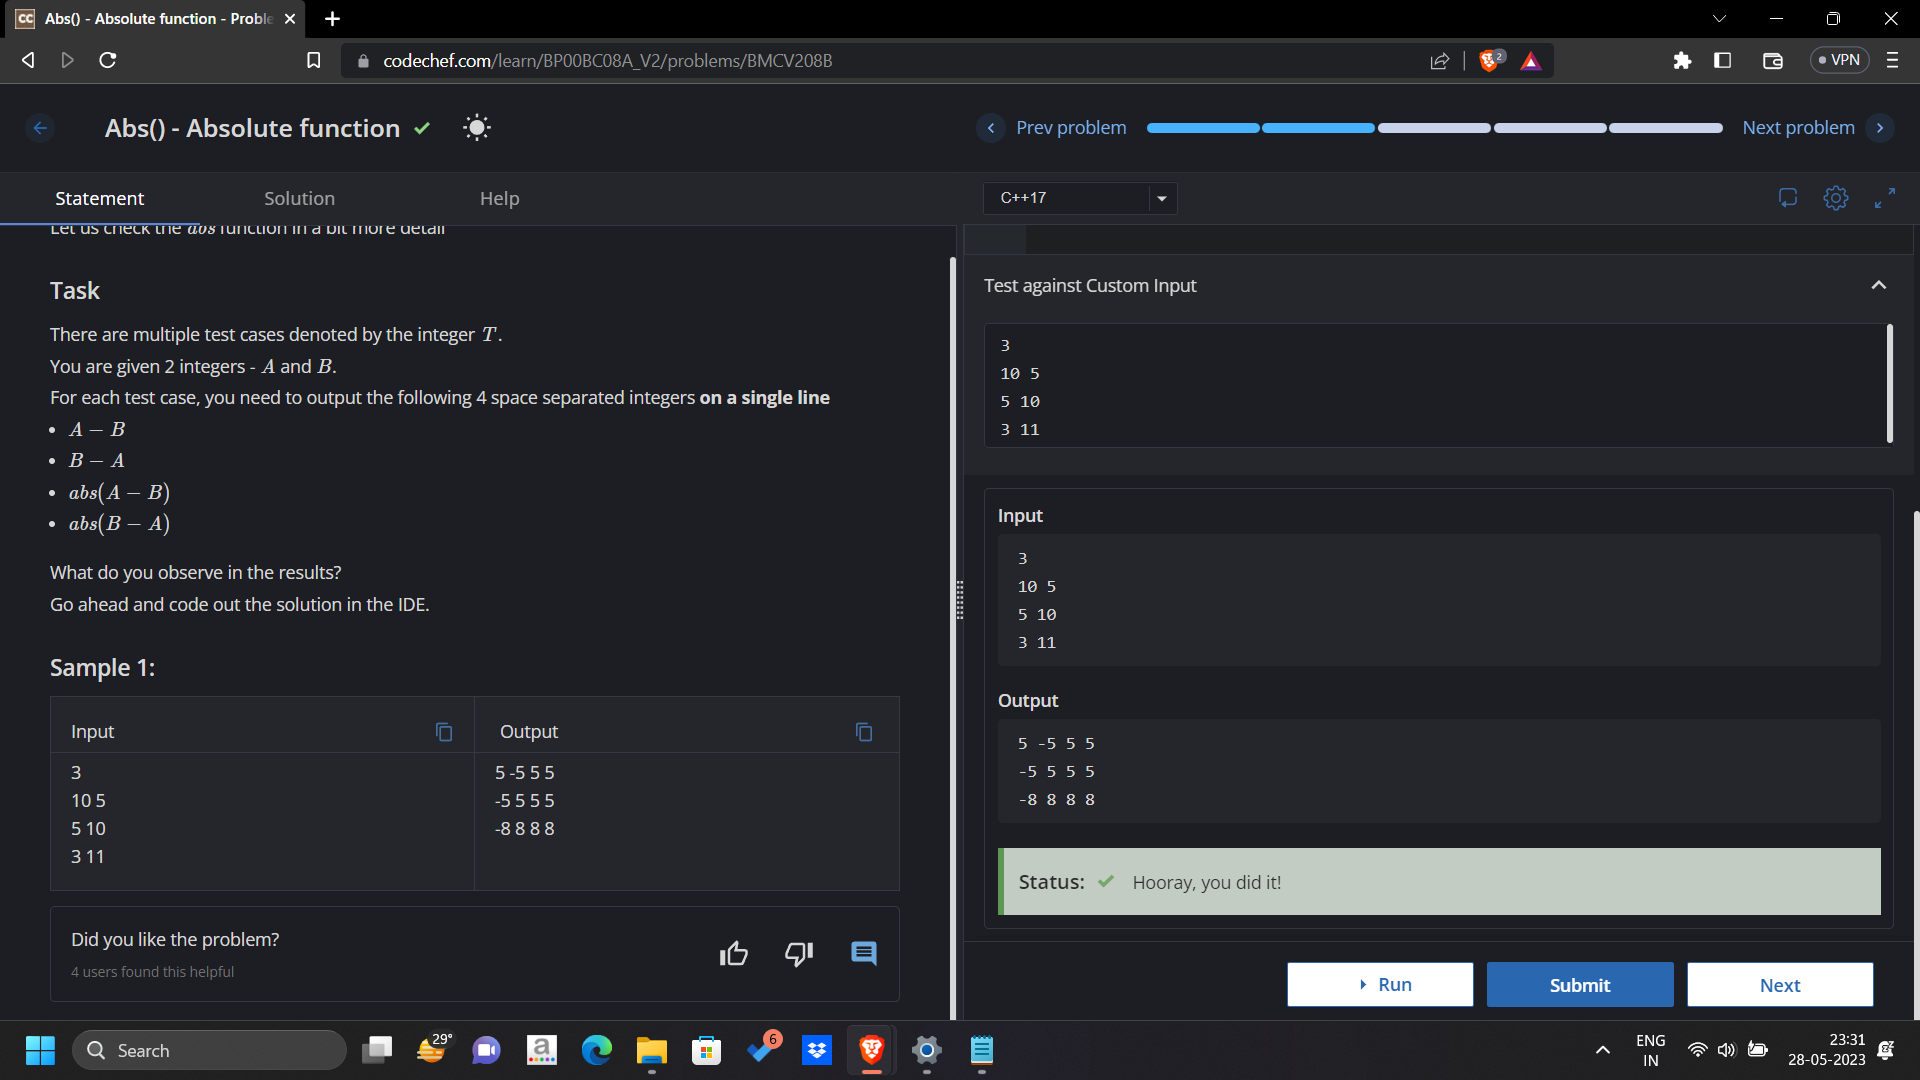 Abs() - Absolute function - Proble
codechef.com/learn/BP00BC08A_V2/problems/BMCV208B
2
VPN
Abs() - Absolute function
Prev problem
Next problem
Statement
Solution
Help
C++17
Let us check the abs function in a bit more detail
Task
There are multiple test cases denoted by the integer T.
You are given 2 integers - A and B.
For each test case, you need to output the following 4 space separated integers on a single line
• A − B
• B − A
• abs(A − B)
• abs(B − A)
What do you observe in the results?
Go ahead and code out the solution in the IDE.
Sample 1:
Input
Output
3
10 5
5 10
3 11
5 -5 5 5
-5 5 5 5
-8 8 8 8
Did you like the problem?
4 users found this helpful
Test against Custom Input
3
10 5
5 10
3 11
Input
3
10 5
5 10
3 11
Output
5 -5 5 5
-5 5 5 5
-8 8 8 8
Status: Hooray, you did it!
Run
Submit
Next
Search
29°
a
6
ENG
IN
23:31
28-05-2023